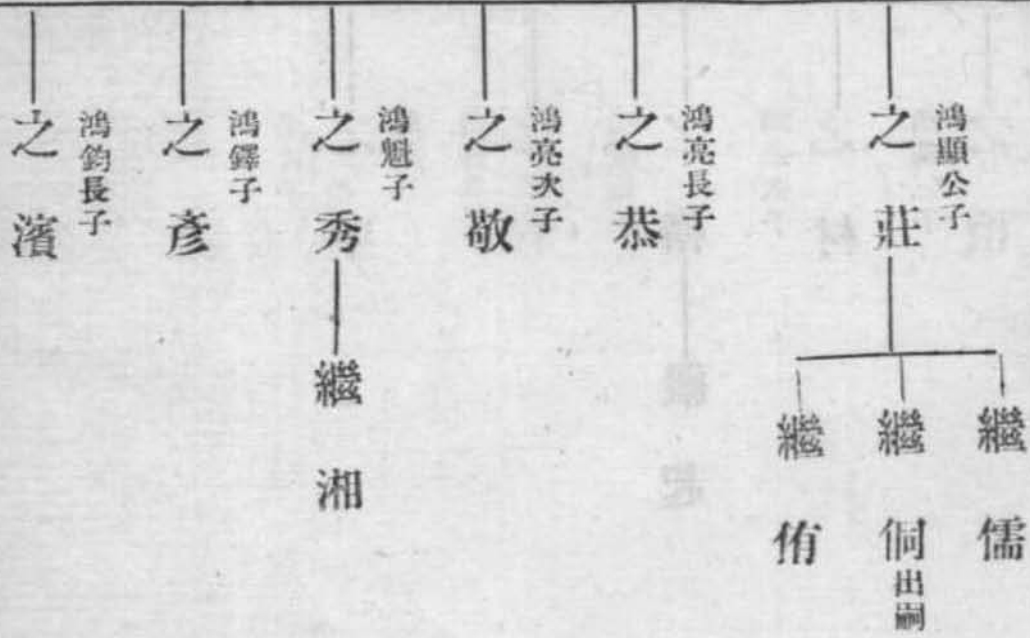 鴻顯公子
之莊
繼儒
繼侗出嗣
繼侑
鴻亮長子
之恭
鴻亮次子
之敬
鴻魁子
之秀
繼湘
鴻鐸子
之彥
鴻鈞長子
之濱